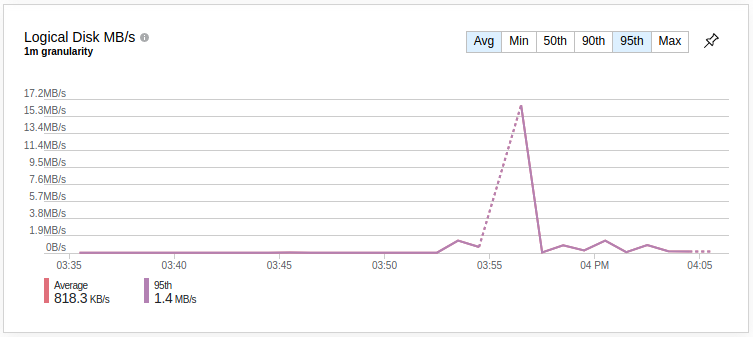 Logical Disk MB/s
1m granularity
Avg Min 50th 90th 95th Max
17.2MB/s
15.3MB/s
13.4MB/s
11.4MB/s
9.5MB/s
7.6MB/s
5.7MB/s
3.8MB/s
1.9MB/s
0B/s
03:35 03:40 03:45 03:50 03:55 04 PM 04:05
Average 95th
818.3 KB/s 1.4 MB/s